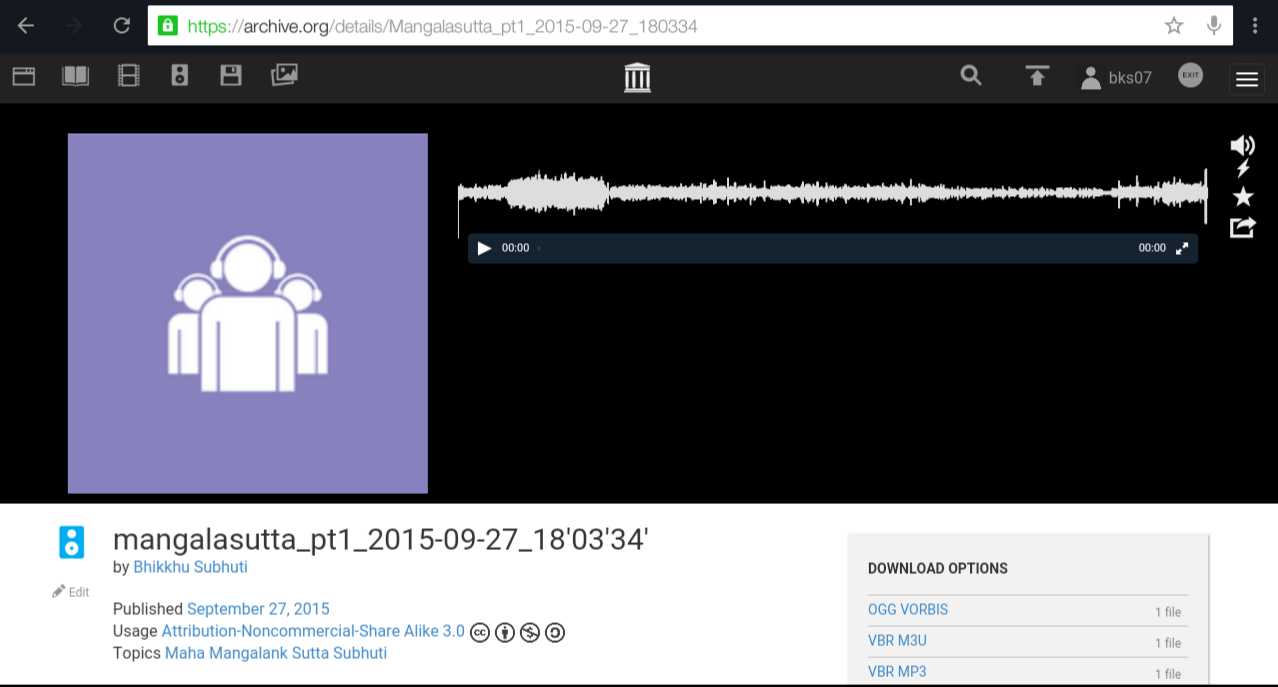 https://archive.org/details/Mangalasutta_pt1_2015-09-27_180334
bks07
EXIT
00:00
00:00
mangalasutta_pt1_2015-09-27_18'03'34'
by Bhikkhu Subhuti
Edit
Published September 27, 2015
Usage Attribution-Noncommercial-Share Alike 3.0 cc
Topics Maha Mangalank Sutta Subhuti
DOWNLOAD OPTIONS
OGG VORBIS 1 file
VBR M3U 1 file
VBR MP3 1 file